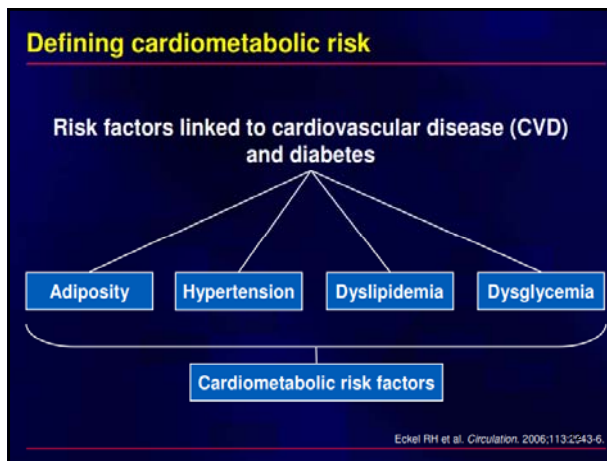 Defining cardiometabolic risk
Risk factors linked to cardiovascular disease (CVD)
and diabetes
Adiposity
Hypertension
Dyslipidemia
Dysglycemia
Cardiometabolic risk factors
Eckel RH et al. Circulation. 2006;113:2943-6.